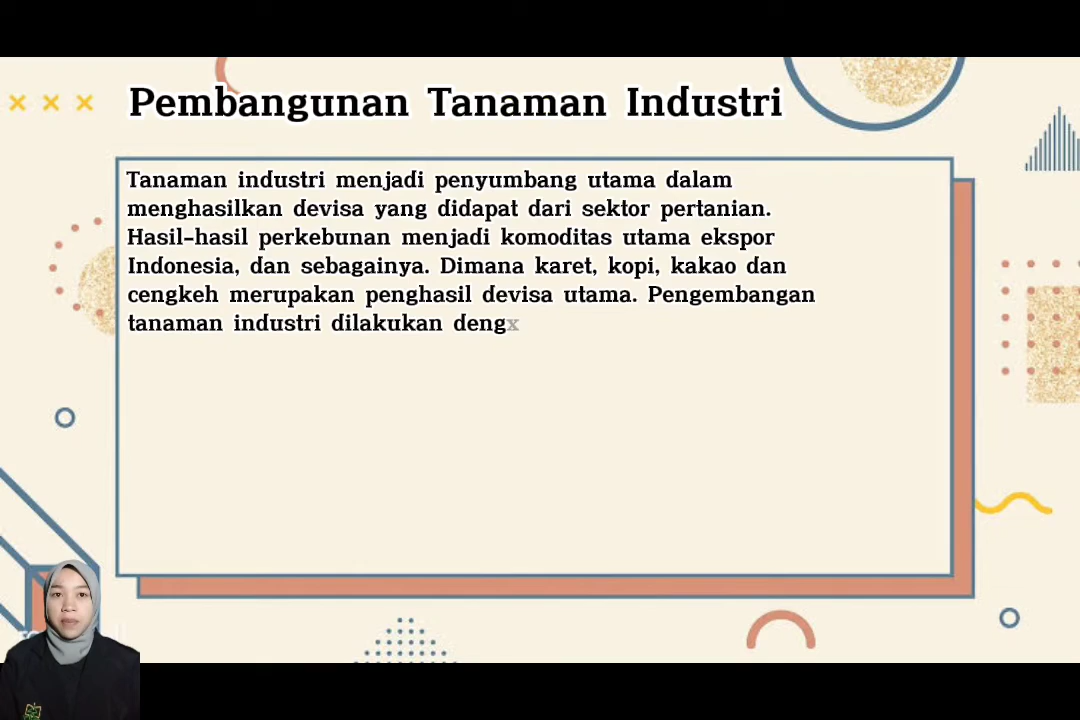 Pembangunan Tanaman Industri
Tanaman industri menjadi penyumbang utama dalam
menghasilkan devisa yang didapat dari sektor pertanian.
Hasil-hasil perkebunan menjadi komoditas utama ekspor
Indonesia, dan sebagainya. Dimana karet, kopi, kakao dan
cengkeh merupakan penghasil devisa utama. Pengembangan
tanaman industri dilakukan dengx